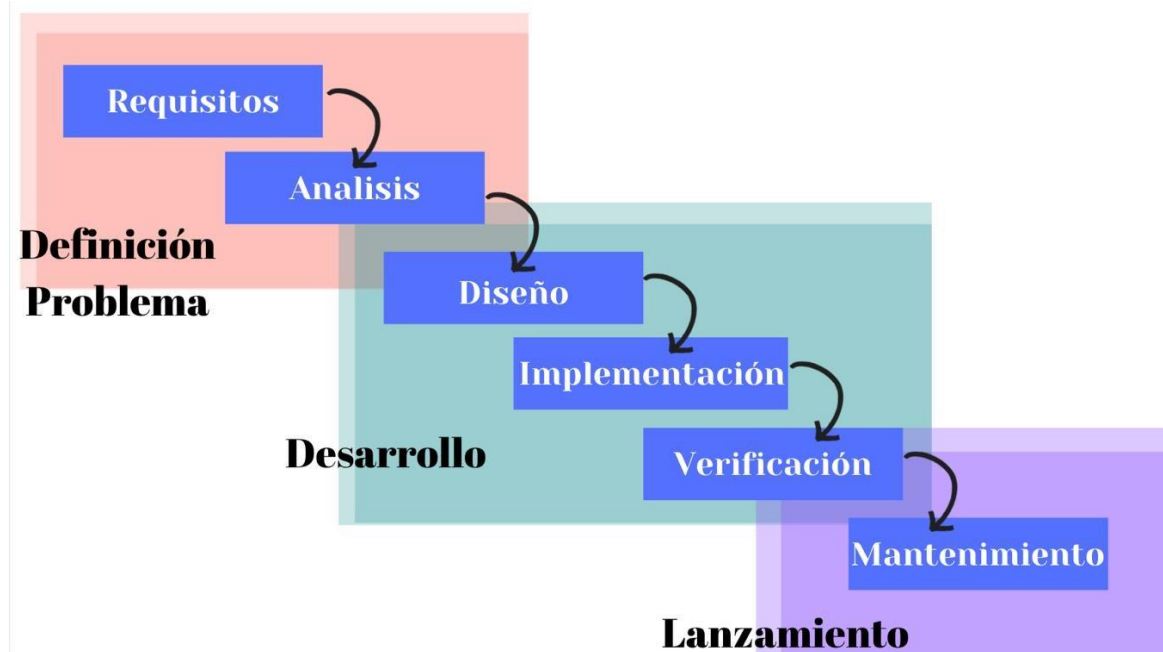 Requisitos
Analisis
Definición
Problema
Diseño
Implementación
Desarrollo
Verificación
Mantenimiento
Lanzamiento